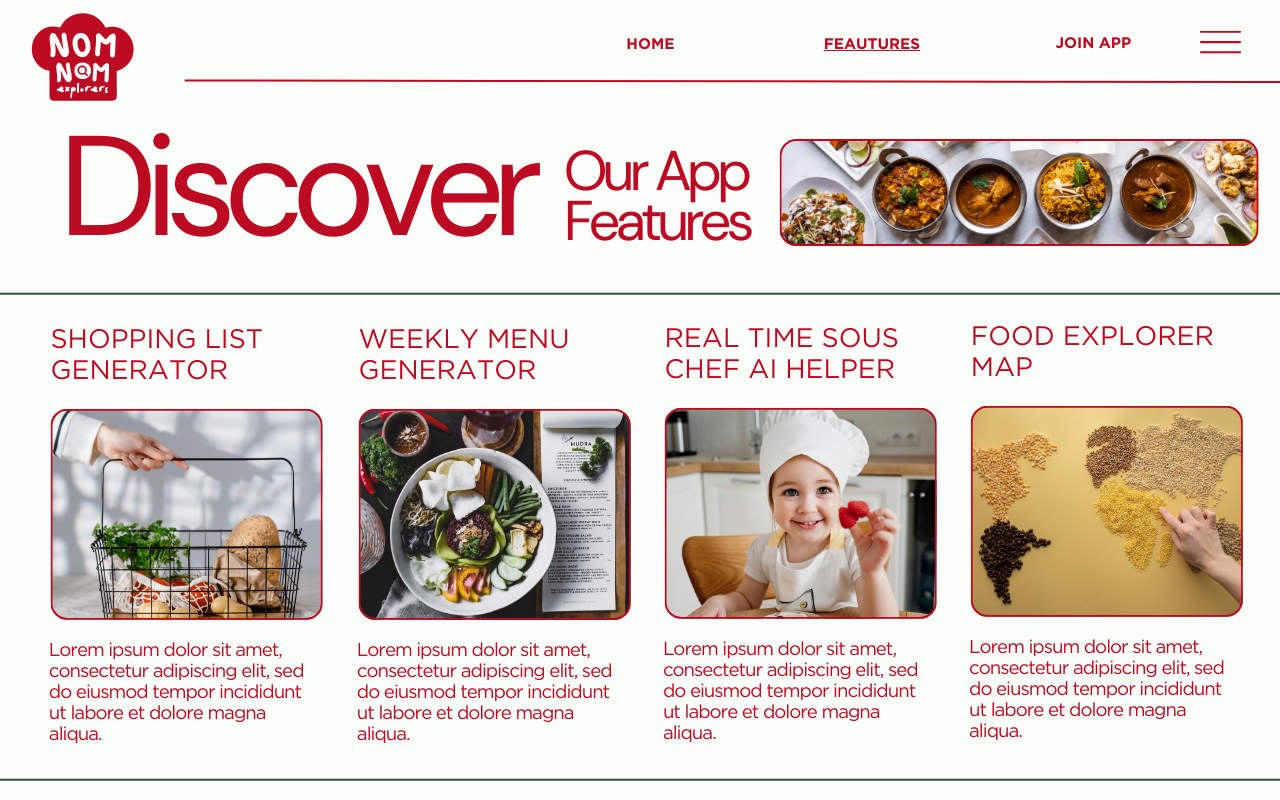 NOM
N@M
explorers
HOME
FEAUTURES
JOIN APP
Discover
Our App
Features
SHOPPING LIST
GENERATOR
WEEKLY MENU
GENERATOR
REAL TIME SOUS
CHEF AI HELPER
FOOD EXPLORER
MAP
MUDRA
Lorem ipsum dolor sit amet,
consectetur adipiscing elit, sed
do eiusmod tempor incididunt
ut labore et dolore magna
aliqua.
Lorem ipsum dolor sit amet,
consectetur adipiscing elit, sed
do eiusmod tempor incididunt
ut labore et dolore magna
aliqua.
Lorem ipsum dolor sit amet,
consectetur adipiscing elit, sed
do eiusmod tempor incididunt
ut labore et dolore magna
aliqua.
Lorem ipsum dolor sit amet,
consectetur adipiscing elit, sed
do eiusmod tempor incididunt
ut labore et dolore magna
aliqua.